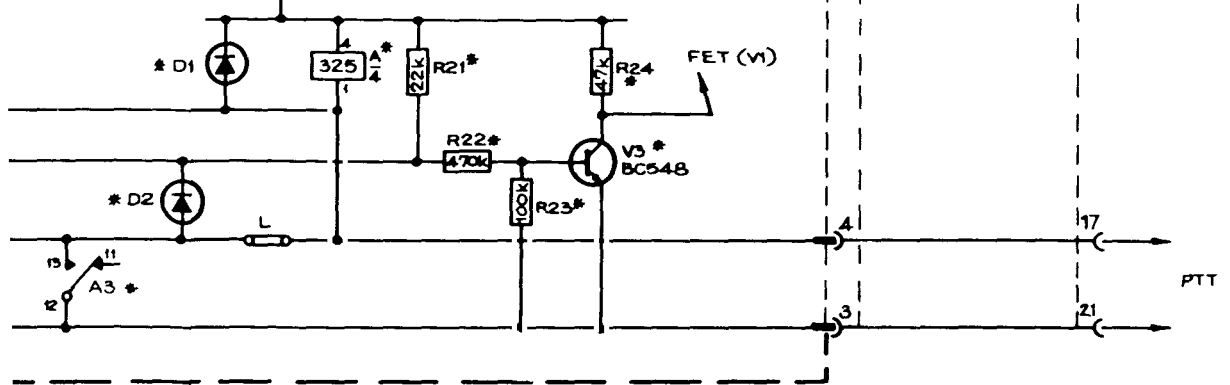 * D1
4
325
1
A*
4
22k
R21*
47k
R24
*
FET (V1)
R22*
470k
V3 *
BC548
* D2
100k
R23*
L
4
17
13
11
12
A3 *
PTT
3
21